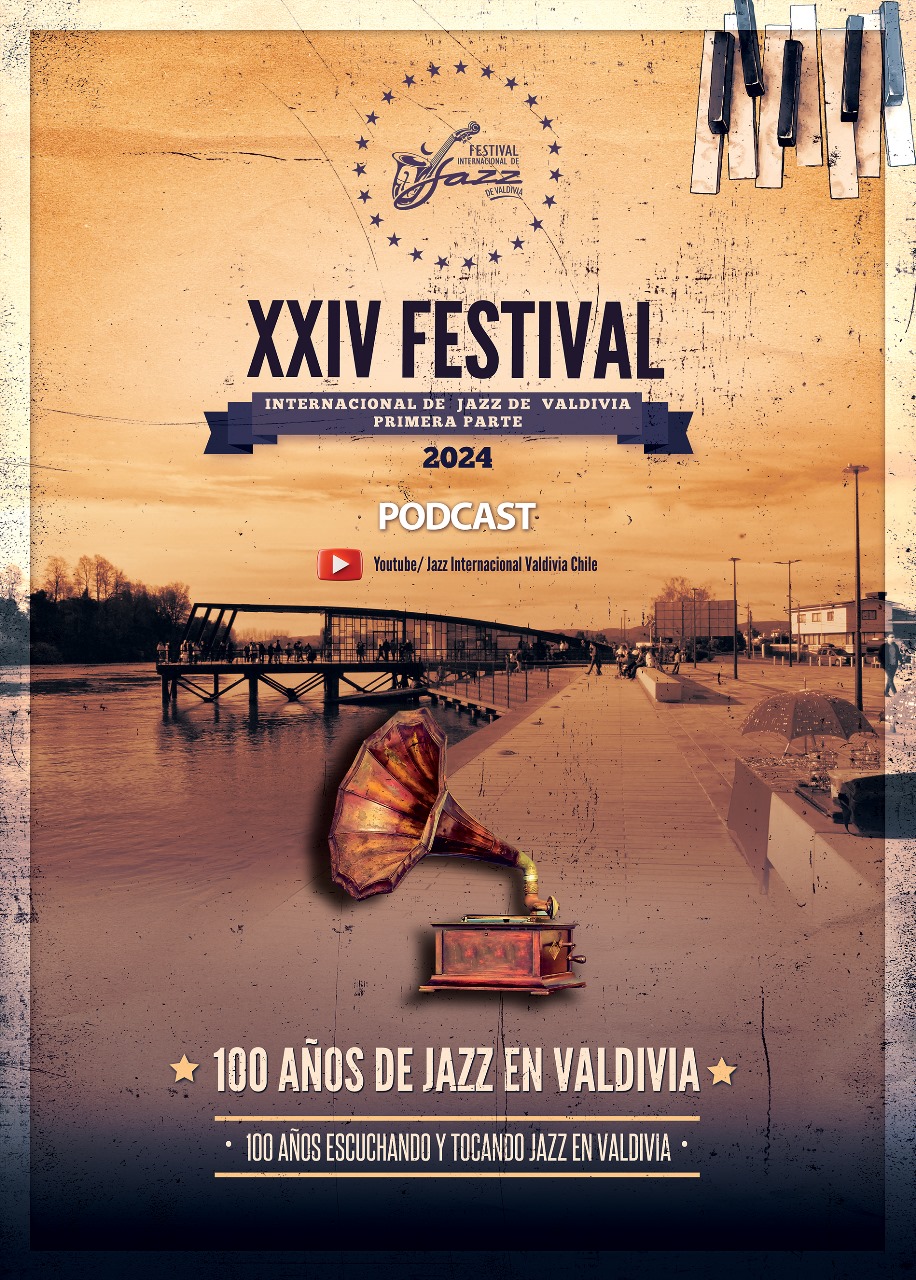 FESTIVAL
INTERNACIONAL DE
Jazz
DE VALDIVIA
XXIV FESTIVAL
INTERNACIONAL DE JAZZ DE VALDIVIA
PRIMERA PARTE
2024
PODCAST
Youtube/ Jazz Internacional Valdivia Chile
100 AÑOS DE JAZZ EN VALDIVIA
• 100 AÑOS ESCUCHANDO Y TOCANDO JAZZ EN VALDIVIA •